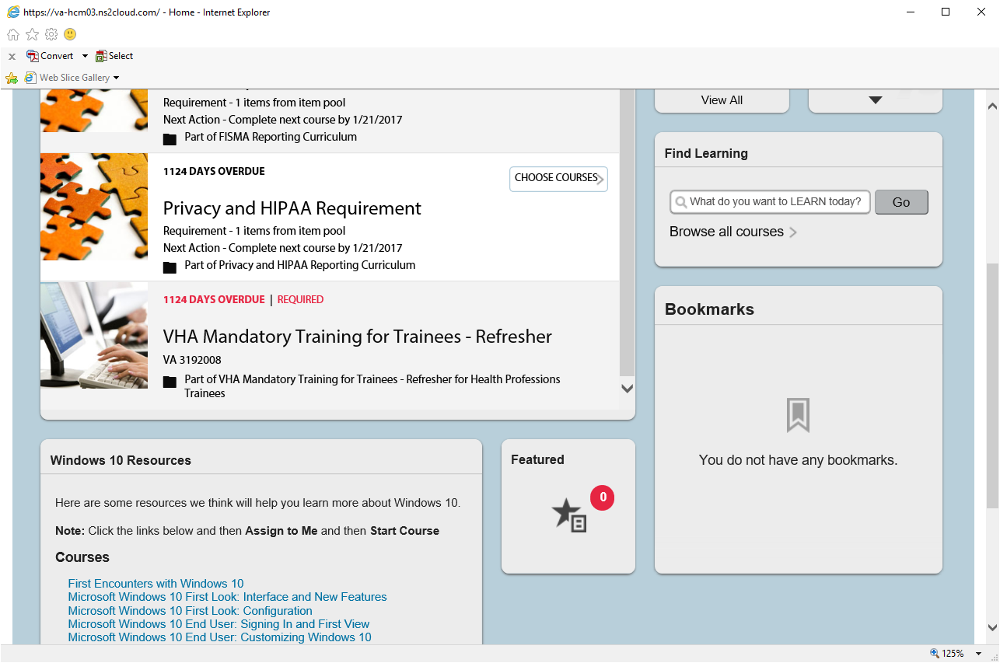 https://va-hcm03.ns2cloud.com/ - Home - Internet Explorer
x Convert Select
Web Slice Gallery
Requirement - 1 items from item pool
Next Action - Complete next course by 1/21/2017
Part of FISMA Reporting Curriculum
1124 DAYS OVERDUE
CHOOSE COURSES
Privacy and HIPAA Requirement
Requirement - 1 items from item pool
Next Action - Complete next course by 1/21/2017
Part of Privacy and HIPAA Reporting Curriculum
1124 DAYS OVERDUE | REQUIRED
VHA Mandatory Training for Trainees - Refresher
VA 3192008
Part of VHA Mandatory Training for Trainees - Refresher for Health Professions
Trainees
View All
Find Learning
What do you want to LEARN today?
Go
Browse all courses
Bookmarks
You do not have any bookmarks.
Windows 10 Resources
Here are some resources we think will help you learn more about Windows 10.
Note: Click the links below and then Assign to Me and then Start Course
Courses
First Encounters with Windows 10
Microsoft Windows 10 First Look: Interface and New Features
Microsoft Windows 10 First Look: Configuration
Microsoft Windows 10 End User: Signing In and First View
Microsoft Windows 10 End User: Customizing Windows 10
Featured
0
125%